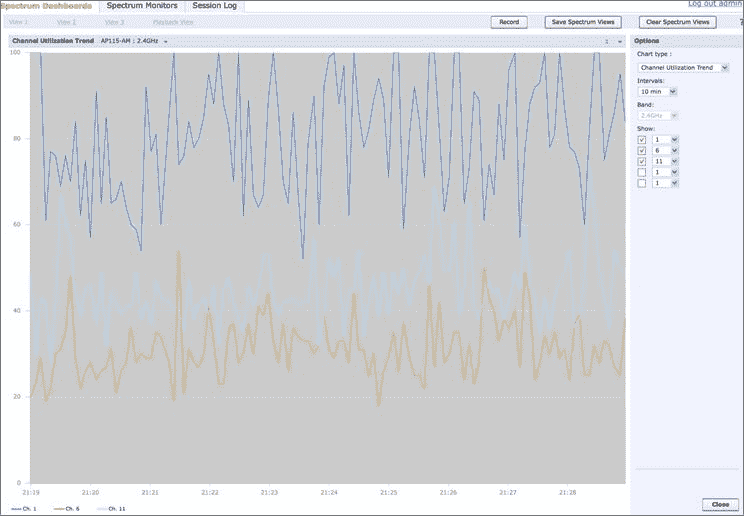 Spectrum Dashboards Spectrum Monitors Session Log Log out admin
View 1 View 2 View 3 Playback View Record Save Spectrum Views Clear Spectrum Views ?
Channel Utilization Trend AP115-AM : 2.4GHz
Options
Chart type :
Channel Utilization Trend
Intervals:
10 min
Band:
2.4GHz
Show:
1
6
11
1
1
100
80
60
40
20
0
21:19 21:20 21:21 21:22 21:23 21:24 21:25 21:26 21:27 21:28
Ch. 1 Ch. 6 Ch. 11
Close